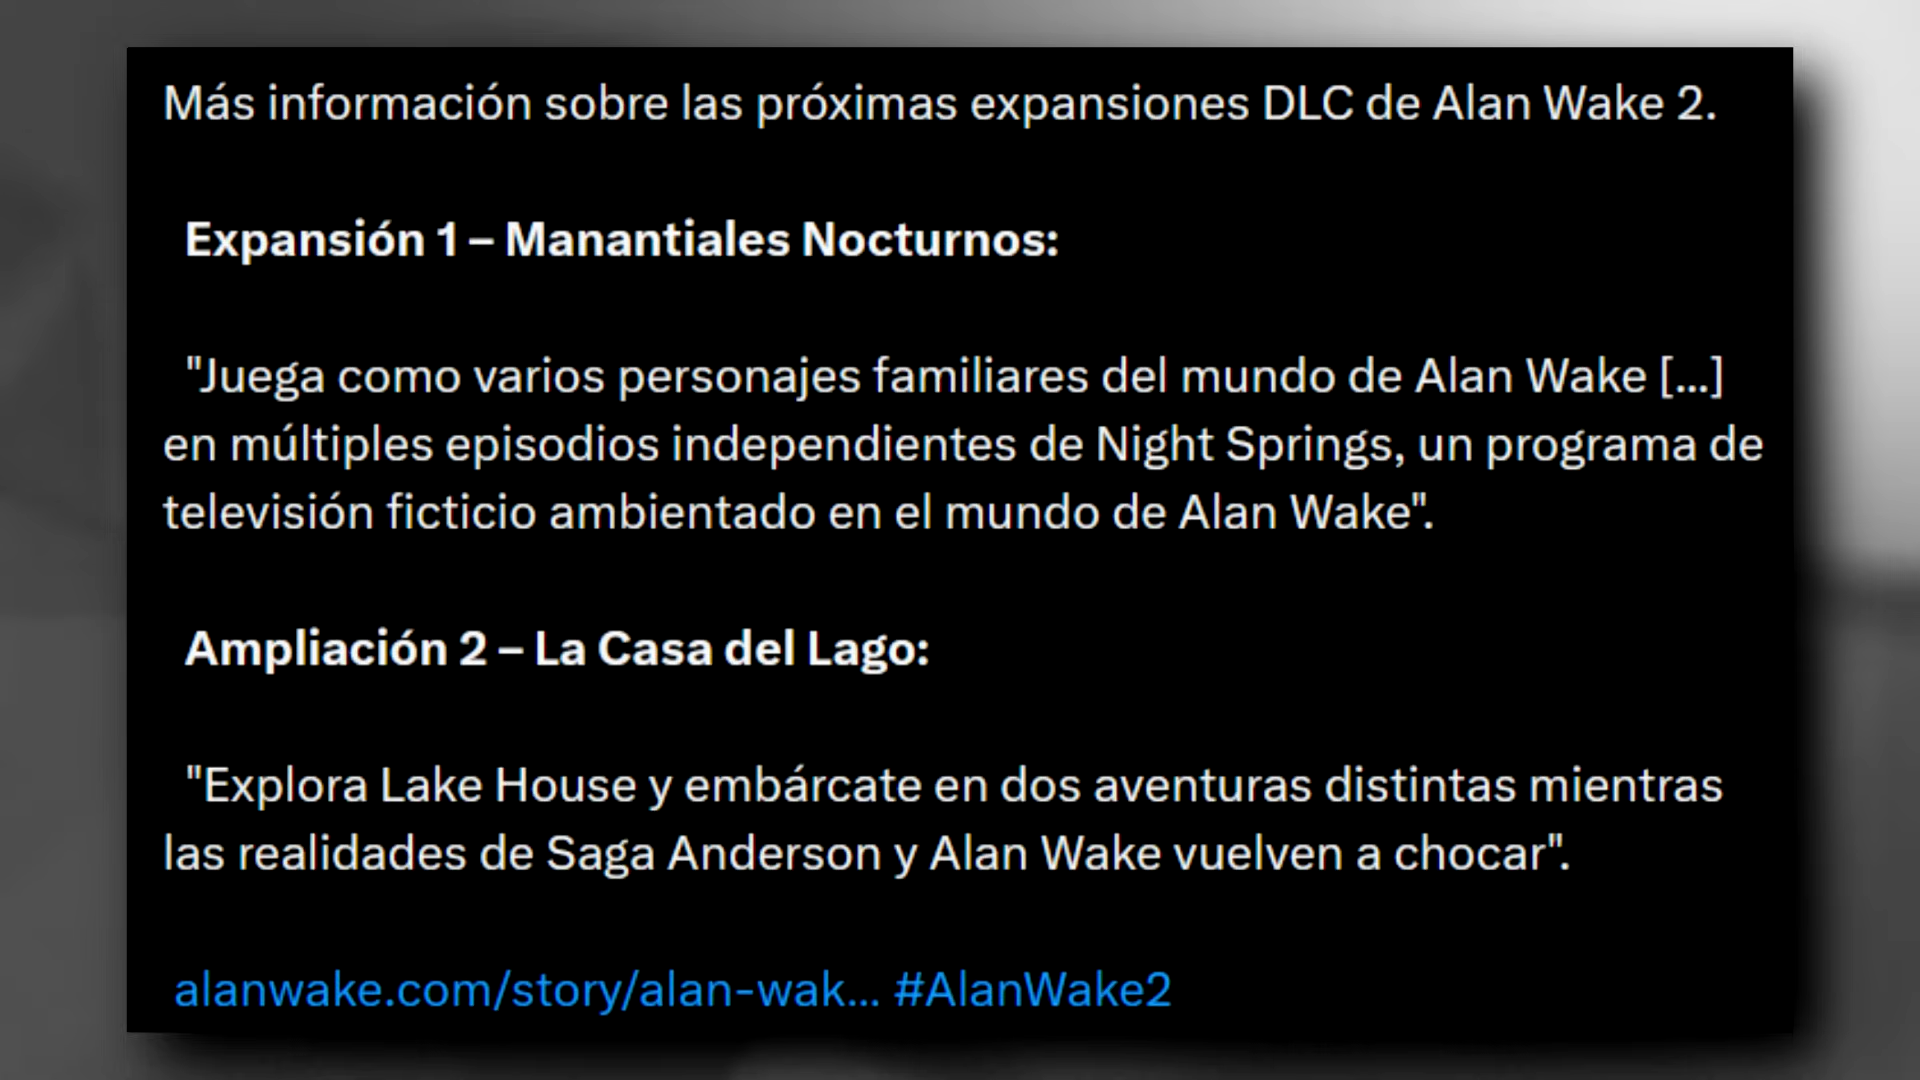 Más información sobre las próximas expansiones DLC de Alan Wake 2.
Expansión 1 – Manantiales Nocturnos:
"Juega como varios personajes familiares del mundo de Alan Wake [...]
en múltiples episodios independientes de Night Springs, un programa de
televisión ficticio ambientado en el mundo de Alan Wake".
Ampliación 2 – La Casa del Lago:
"Explora Lake House y embárcate en dos aventuras distintas mientras
las realidades de Saga Anderson y Alan Wake vuelven a chocar".
alanwake.com/story/alan-wak... #AlanWake2